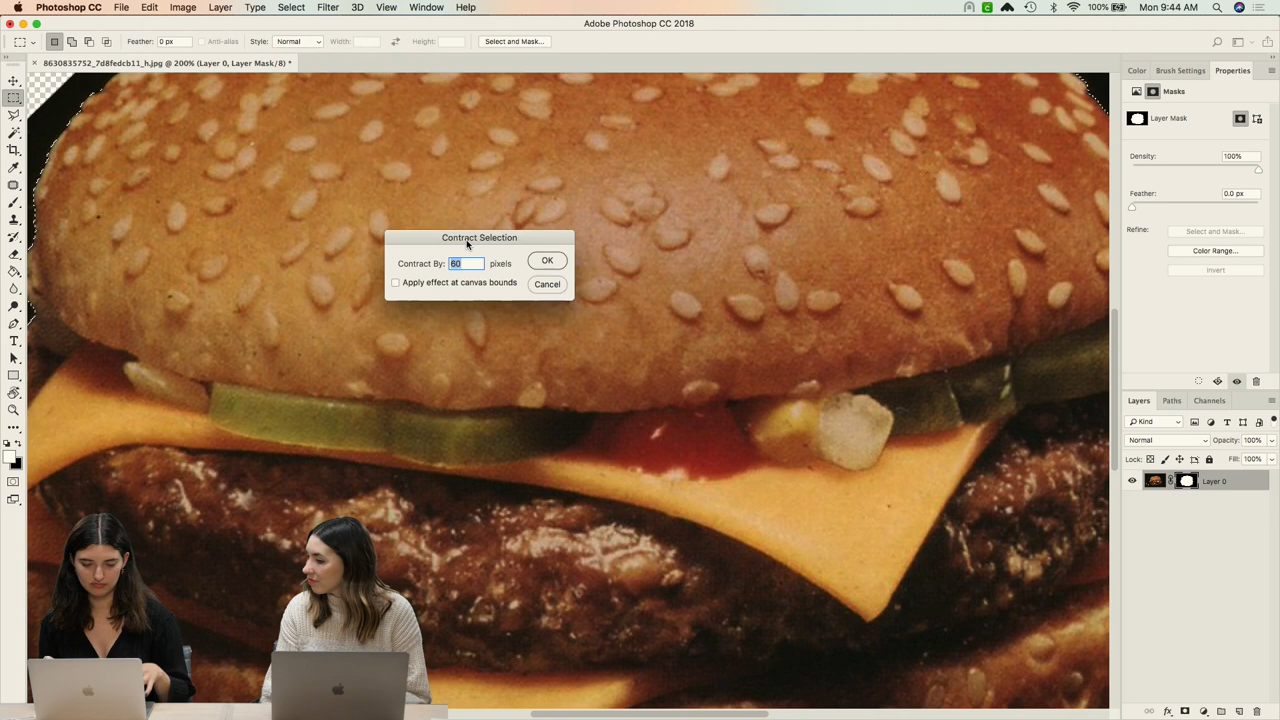 Photoshop CC File Edit Image Layer Type Select Filter 3D View Window Help 100% Mon 9:44 AM
Adobe Photoshop CC 2018
Feather: 0 px Anti-alias Style: Normal Width: Height: Select and Mask...
8630835752_7d8fedcb11_h.jpg @ 200% (Layer 0, Layer Mask/8) *
Color Brush Settings Properties
Masks
Layer Mask
Density: 100%
Feather: 0.0 px
Refine: Select and Mask...
Color Range...
Invert
Contract Selection
Contract By: 60 pixels OK
Apply effect at canvas bounds Cancel
Layers Paths Channels
Kind
Normal Opacity: 100%
Lock: Fill: 100%
Layer 0